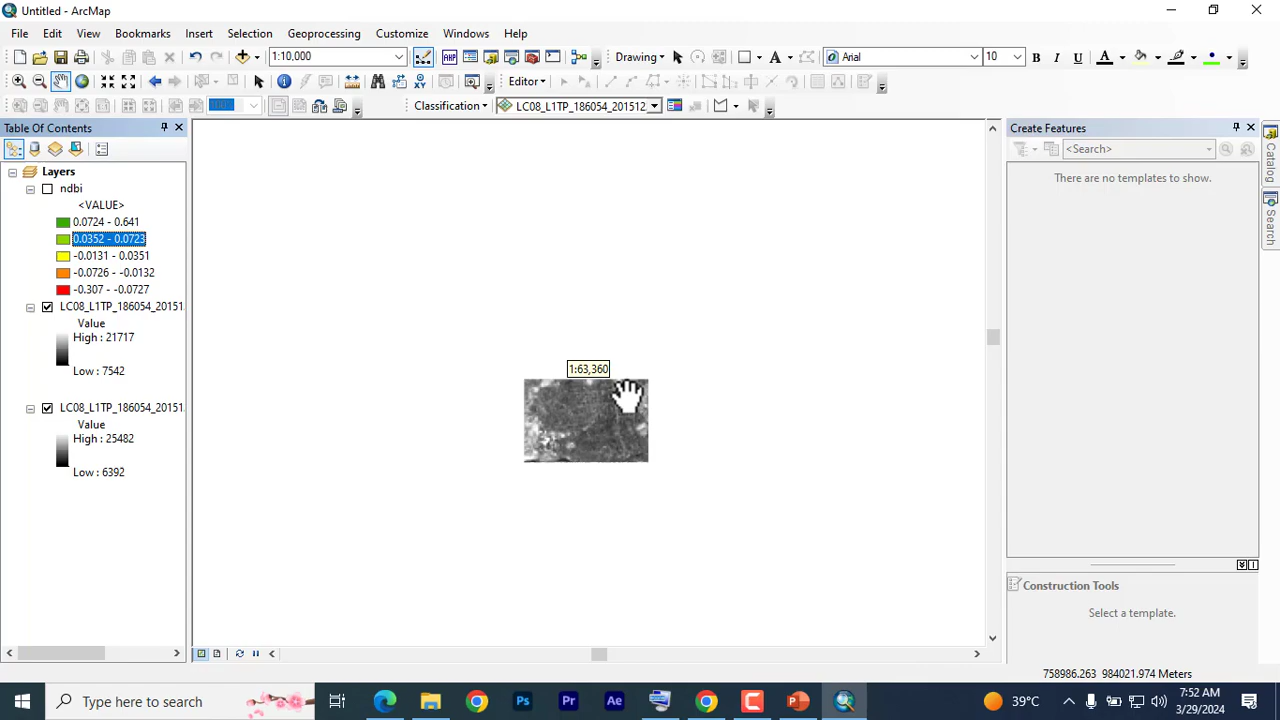 Untitled - ArcMap
File Edit View Bookmarks Insert Selection Geoprocessing Customize Windows Help
1:10,000 Drawing Arial 10 B I U A
Editor
Classification LC08_L1TP_186054_201512
Table Of Contents
Create Features
<Search>
There are no templates to show.
Catalog
Search
Layers
ndbi
<VALUE>
0.0724 - 0.641
0.0352 - 0.0723
-0.0131 - 0.0351
-0.0726 - -0.0132
-0.307 - -0.0727
LC08_L1TP_186054_20151
Value
High : 21717
Low : 7542
LC08_L1TP_186054_20151
Value
High : 25482
Low : 6392
1:63,360
Construction Tools
Select a template.
758986.263 984021.974 Meters
Type here to search
39°C
7:52 AM
3/29/2024